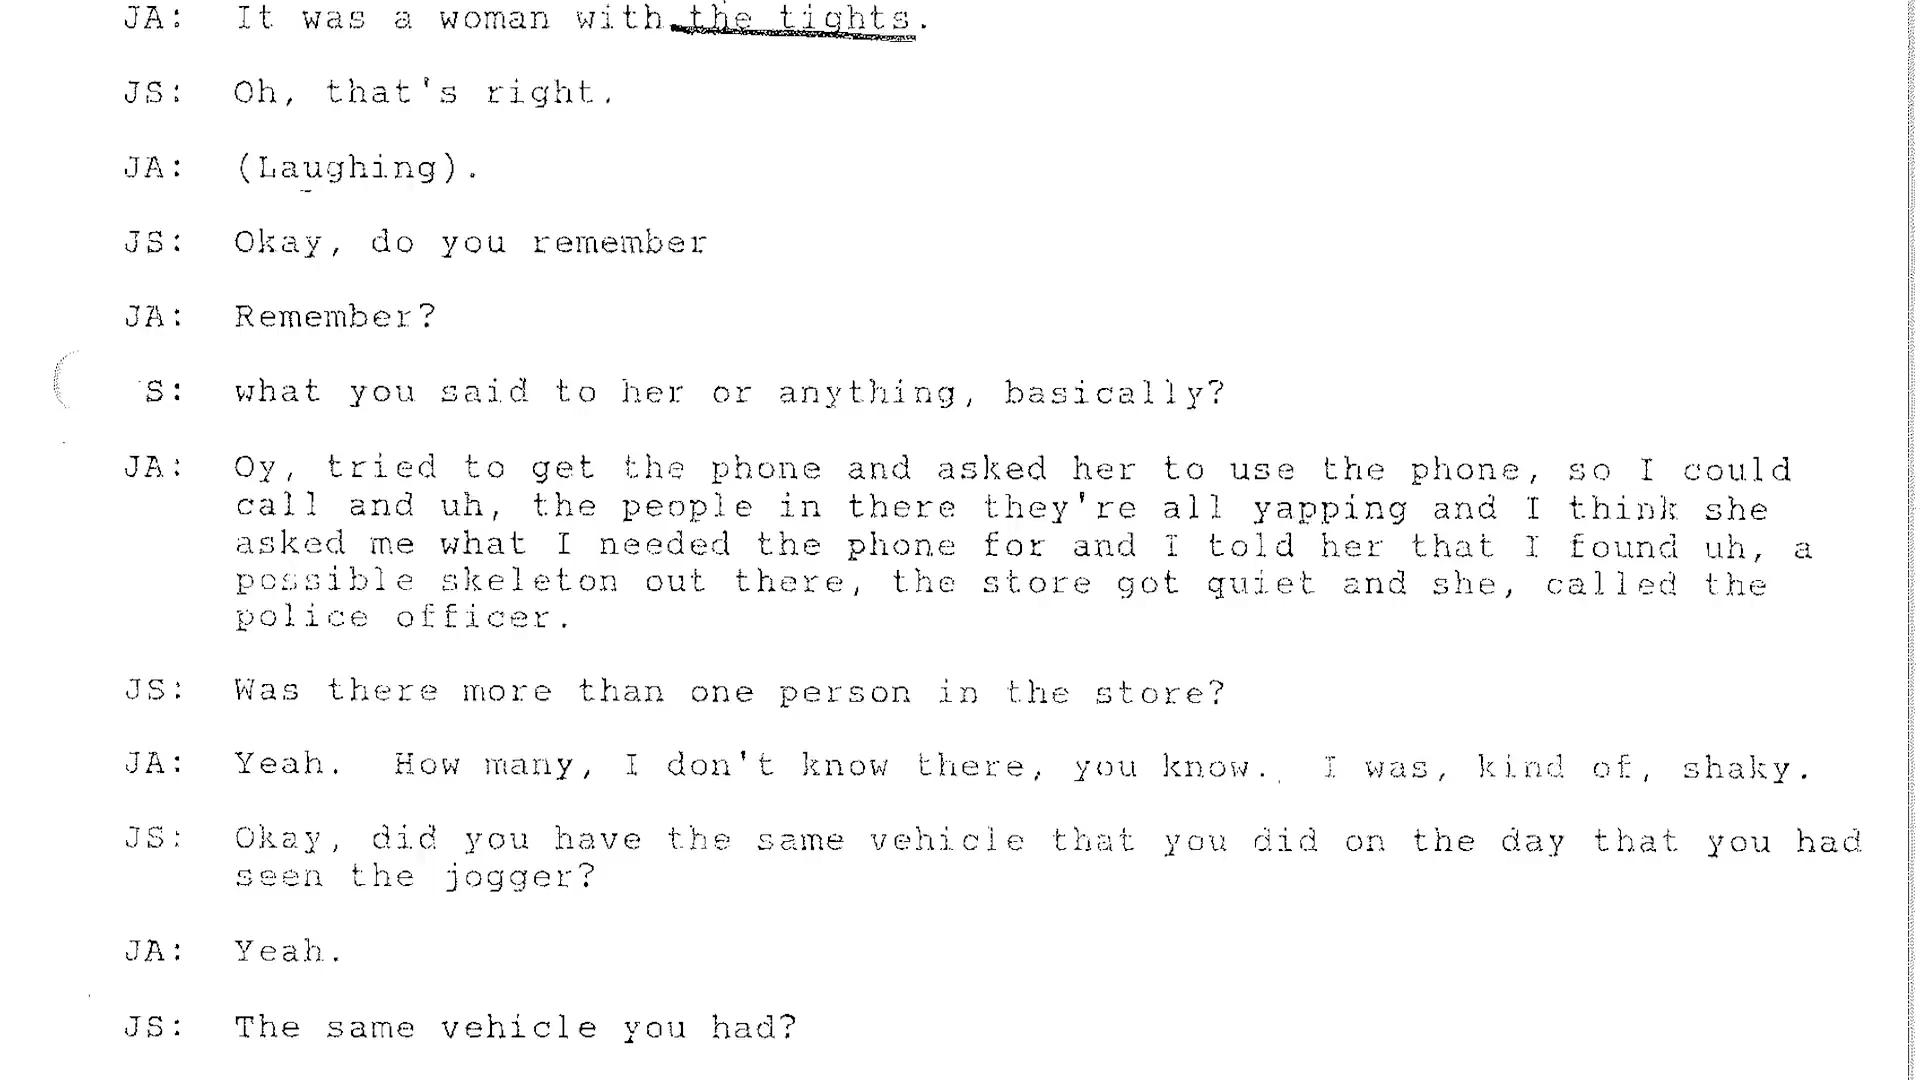 JA: It was a woman with the tights.
JS: Oh, that's right.
JA: (Laughing).
JS: Okay, do you remember
JA: Remember?
S: what you said to her or anything, basically?
JA: Oy, tried to get the phone and asked her to use the phone, so I could
call and uh, the people in there they're all yapping and I think she
asked me what I needed the phone for and I told her that I found uh, a
possible skeleton out there, the store got quiet and she, called the
police officer.
JS: Was there more than one person in the store?
JA: Yeah. How many, I don't know there, you know. I was, kind of, shaky.
JS: Okay, did you have the same vehicle that you did on the day that you had
seen the jogger?
JA: Yeah.
JS: The same vehicle you had?